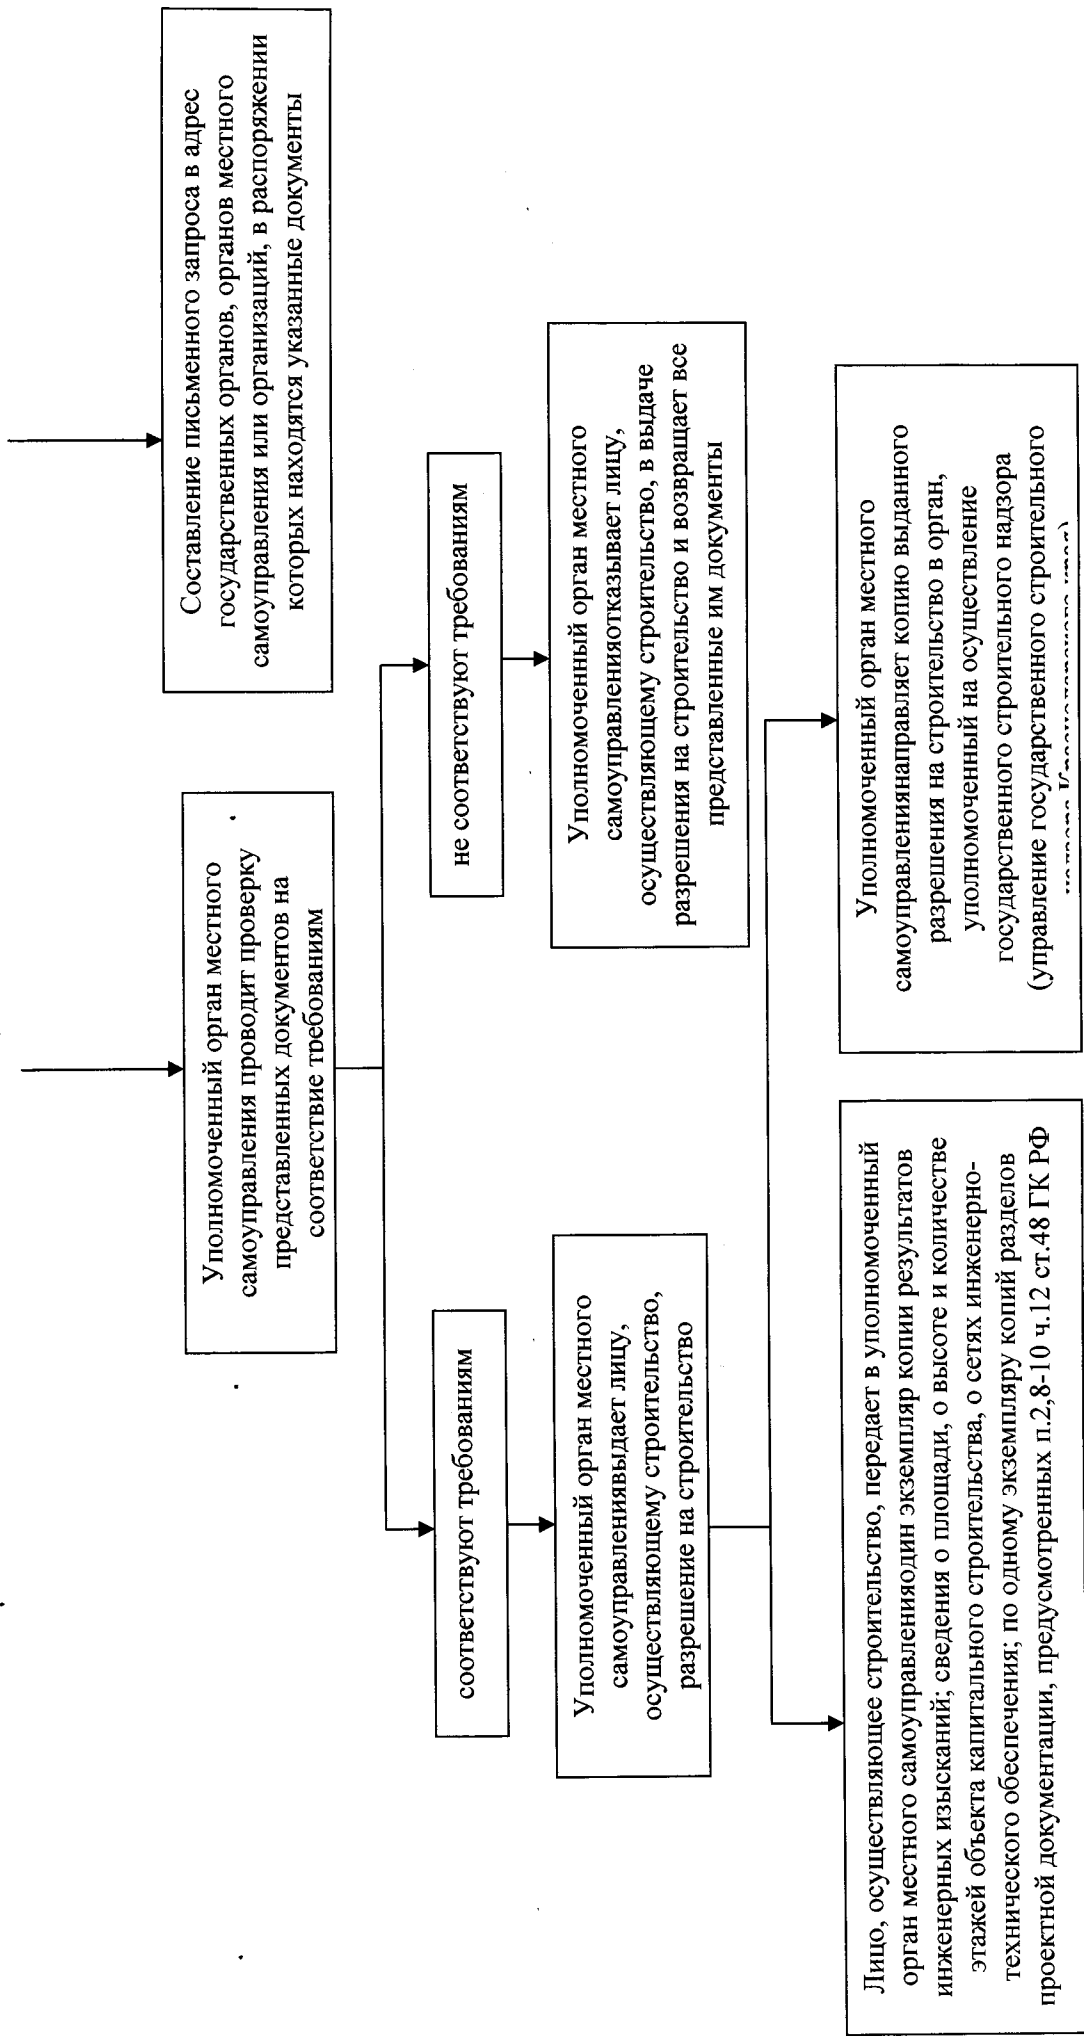 Составление письменного запроса в адрес
государственных органов, органов местного
самоуправления или организаций, в распоряжении
которых находятся указанные документы
Уполномоченный орган местного
самоуправления проводит проверку
представленных документов на
соответствие требованиям
соответствуют требованиям
не соответствуют требованиям
Уполномоченный орган местного
самоуправлениявыдает лицу,
осуществляющему строительство,
разрешение на строительство
Уполномоченный орган местного
самоуправленияотказывает лицу,
осуществляющему строительство, в выдаче
разрешения на строительство и возвращает все
представленные им документы
Лицо, осуществляющее строительство, передает в уполномоченный
орган местного самоуправленияодин экземпляр копии результатов
инженерных изысканий; сведения о площади, о высоте и количестве
этажей объекта капитального строительства, о сетях инженерно-
технического обеспечения; по одному экземпляру копий разделов
проектной документации, предусмотренных п.2,8-10 ч.12 ст.48 ГК РФ
Уполномоченный орган местного
самоуправлениянаправляет копию выданного
разрешения на строительство в орган,
уполномоченный на осуществление
государственного строительного надзора
(управление государственного строительного
надзора Краснодарского края)